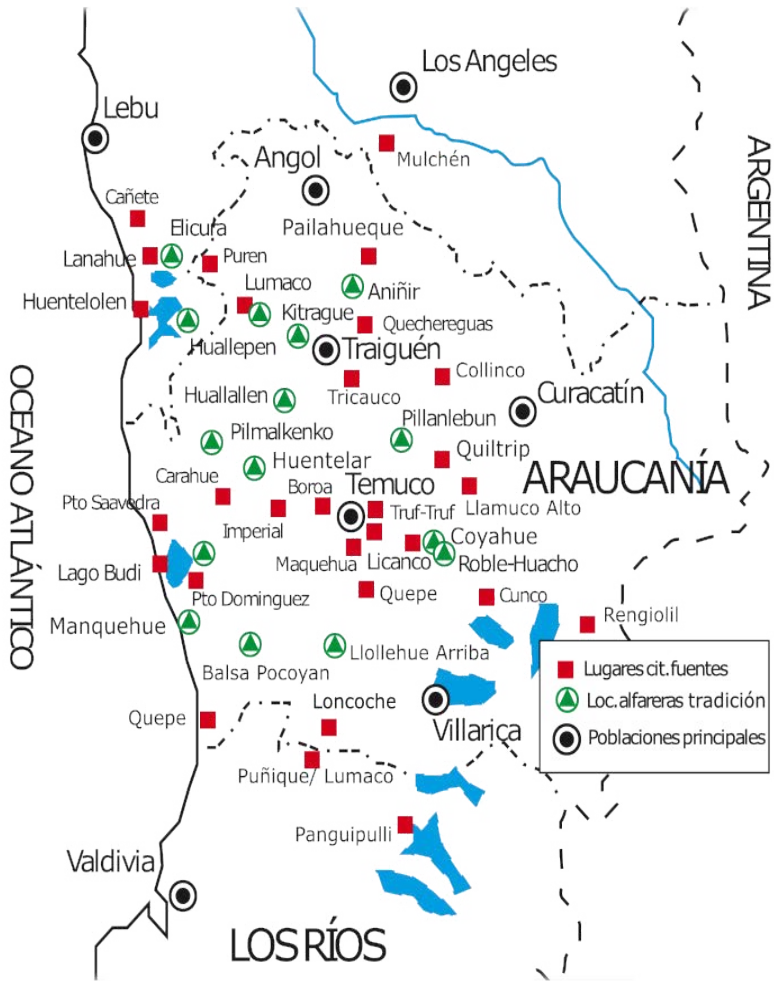 Los Angeles
Lebu
Mulchén
Angol
ARGENTINA
Cañete
Elicura
Pailahueque
Lanahue
Puren
Lumaco
Aniñir
Huentelolen
Kitrague
Quechereguas
Huallepen
Traiguén
Collinco
Tricauco
Curacatín
Huallallen
Pillanlebun
OCEANO ATLÁNTICO
Pilmalkenko
Quiltrip
Huentelar
ARAUCANÍA
Carahue
Boroa
Temuco
Pto Saavedra
Truf-Truf
Llamuco Alto
Imperial
Coyahue
Maquehua
Licanco
Roble-Huacho
Lago Budi
Pto Dominguez
Quepe
Cunco
Rengiolil
Manquehue
Llollehue Arriba
Balsa Pocoyan
Lugares cit.fuentes
Loc.alfareras tradición
Poblaciones principales
Loncoche
Quepe
Villarica
Puñique/ Lumaco
Panguipulli
Valdivia
LOS RÍOS